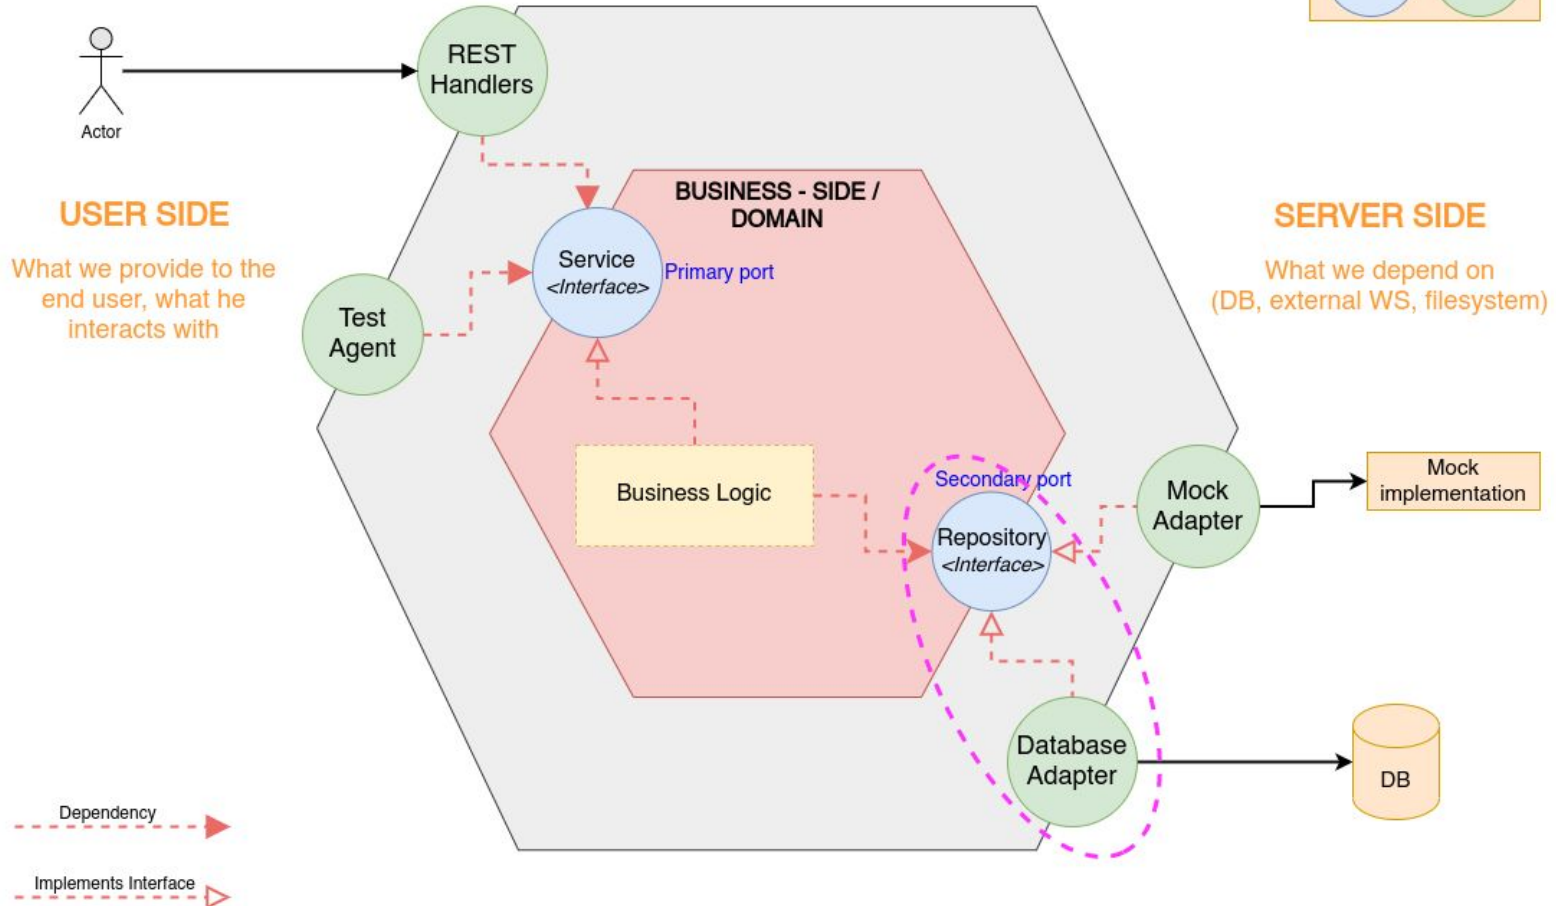 REST
Handlers
Actor
BUSINESS - SIDE /
DOMAIN
USER SIDE
What we provide to the
end user, what he
interacts with
SERVER SIDE
What we depend on
(DB, external WS, filesystem)
Service
<Interface>
Primary port
Test
Agent
Business Logic
Secondary port
Repository
<Interface>
Mock
Adapter
Mock
implementation
Database
Adapter
DB
Dependency
Implements Interface